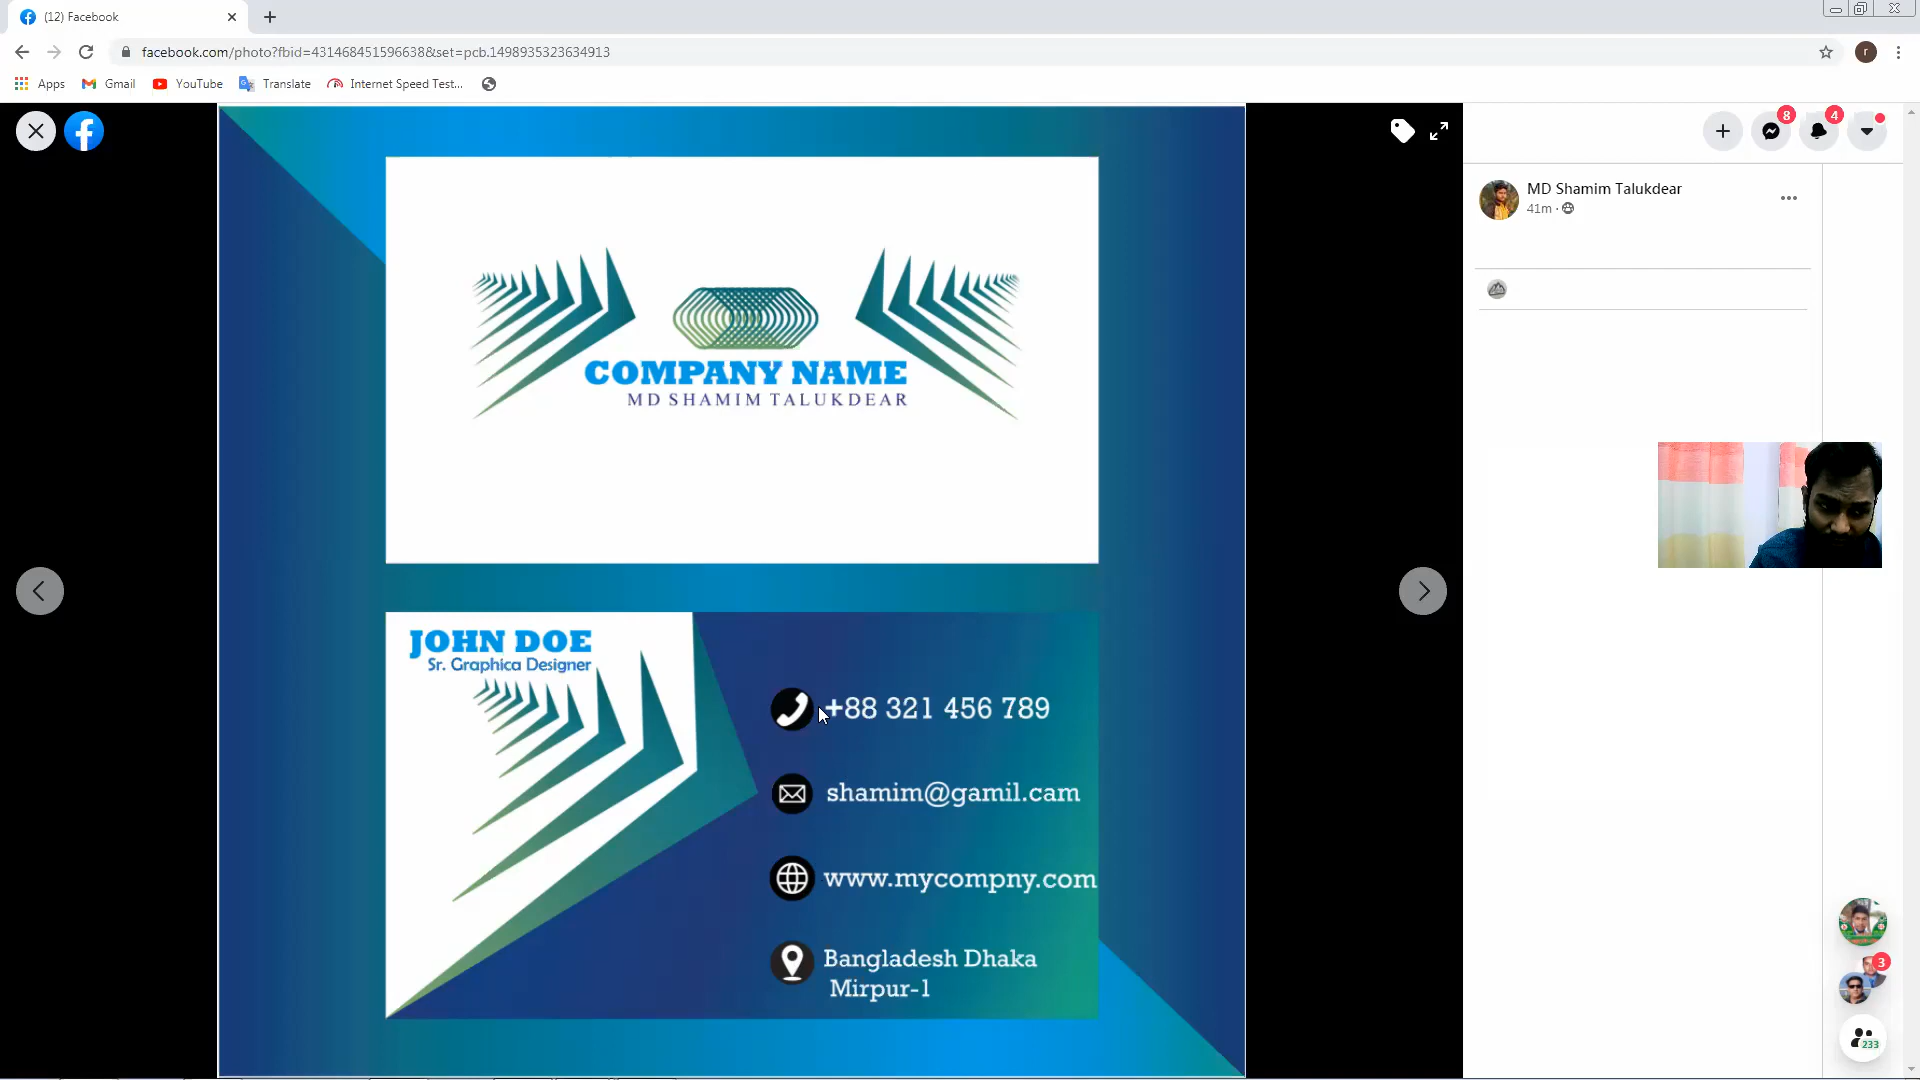 (12) Facebook
facebook.com/photo?fbid=431468451596638&set=pcb.1498935323634913
r
Apps
Gmail
YouTube
Translate
Internet Speed Test...
8
4
MD Shamim Talukdear
41m ·
COMPANY NAME
MD SHAMIM TALUKDEAR
JOHN DOE
Sr. Graphica Designer
+88 321 456 789
shamim@gamil.cam
www.mycompny.com
Bangladesh Dhaka
Mirpur-1
3
233